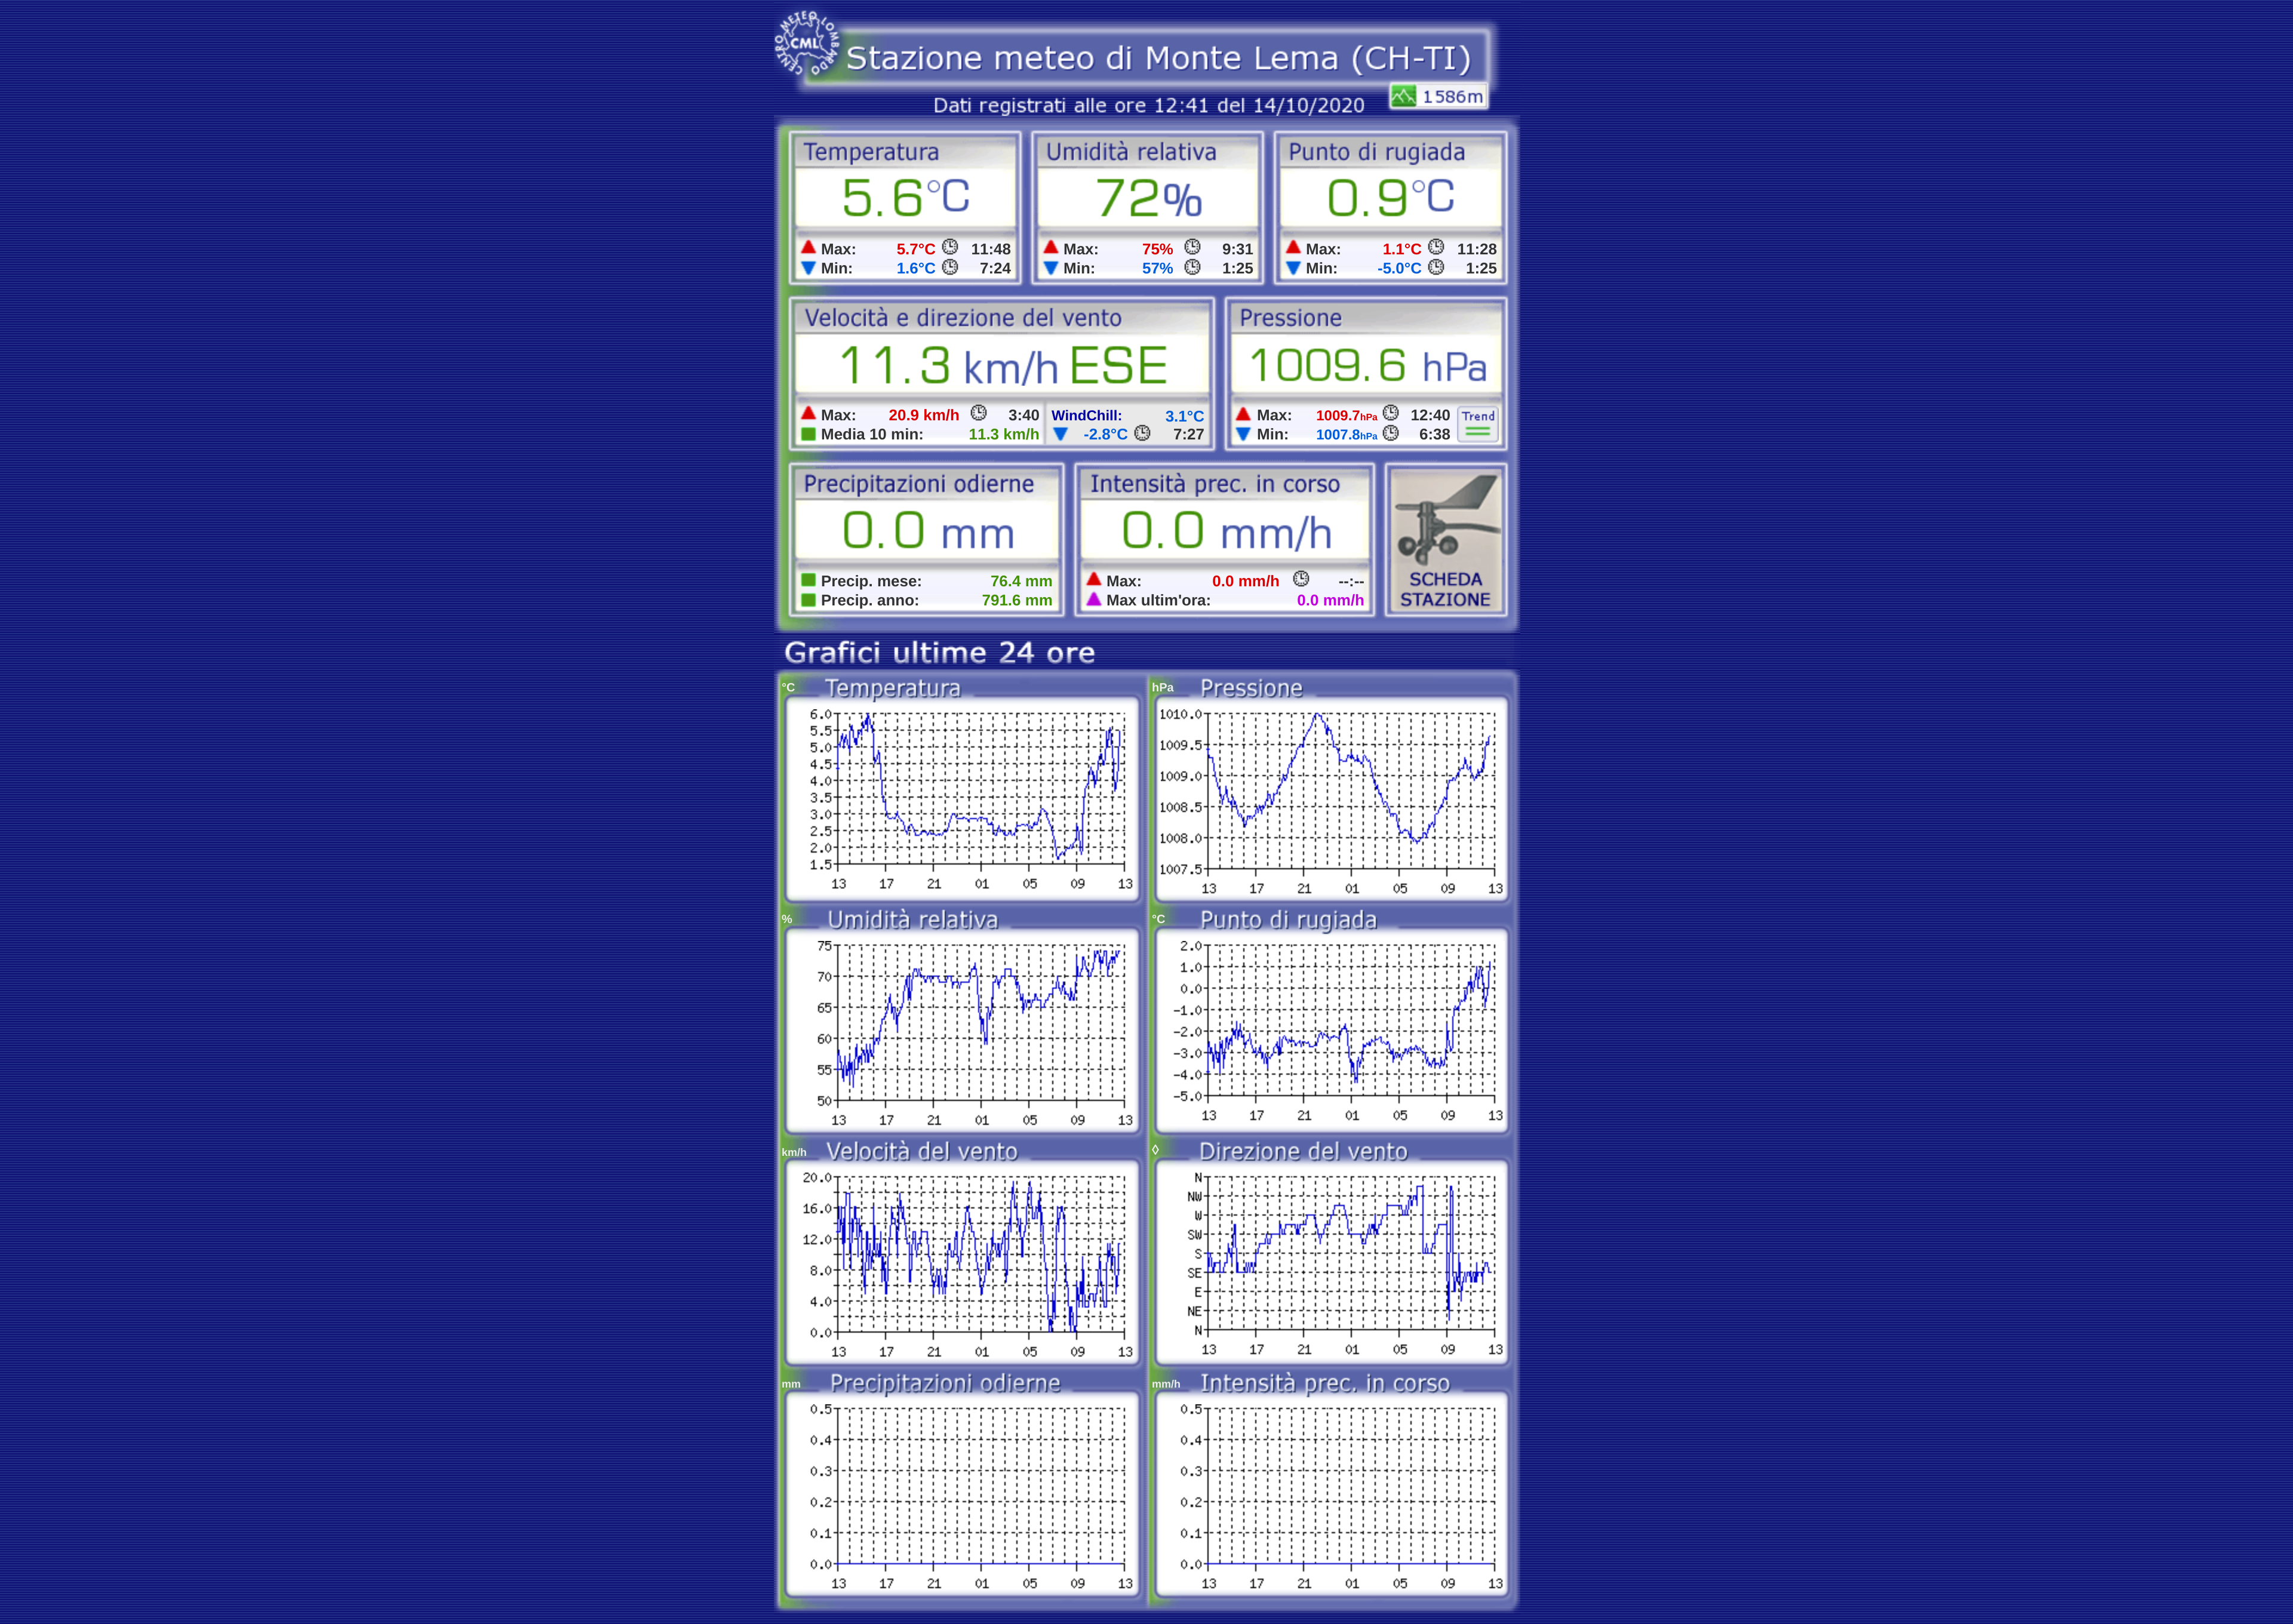 CENTRO METEO LOMBARDO
CML
Stazione meteo di Monte Lema (CH-TI)
1586m
Dati registrati alle ore 12:41 del 14/10/2020
Temperatura
5.6°C
Max: 5.7°C 11:48
Min: 1.6°C 7:24
Umidità relativa
72%
Max: 75% 9:31
Min: 57% 1:25
Punto di rugiada
0.9°C
Max: 1.1°C 11:28
Min: -5.0°C 1:25
Velocità e direzione del vento
11.3 km/h ESE
Max: 20.9 km/h 3:40
Media 10 min: 11.3 km/h
WindChill: 3.1°C
-2.8°C 7:27
Pressione
1009.6 hPa
Max: 1009.7hPa 12:40
Min: 1007.8hPa 6:38
Trend
Precipitazioni odierne
0.0 mm
Precip. mese: 76.4 mm
Precip. anno: 791.6 mm
Intensità prec. in corso
0.0 mm/h
Max: 0.0 mm/h --:--
Max ultim'ora: 0.0 mm/h
SCHEDA
STAZIONE
Grafici ultime 24 ore
°C Temperatura
6.0
5.5
5.0
4.5
4.0
3.5
3.0
2.5
2.0
1.5
13 17 21 01 05 09 13
hPa Pressione
1010.0
1009.5
1009.0
1008.5
1008.0
1007.5
13 17 21 01 05 09 13
% Umidità relativa
75
70
65
60
55
50
13 17 21 01 05 09 13
°C Punto di rugiada
2.0
1.0
0.0
-1.0
-2.0
-3.0
-4.0
-5.0
13 17 21 01 05 09 13
km/h Velocità del vento
20.0
16.0
12.0
8.0
4.0
0.0
13 17 21 01 05 09 13
◊ Direzione del vento
N
NW
W
SW
S
SE
E
NE
N
13 17 21 01 05 09 13
mm Precipitazioni odierne
0.5
0.4
0.3
0.2
0.1
0.0
13 17 21 01 05 09 13
mm/h Intensità prec. in corso
0.5
0.4
0.3
0.2
0.1
0.0
13 17 21 01 05 09 13